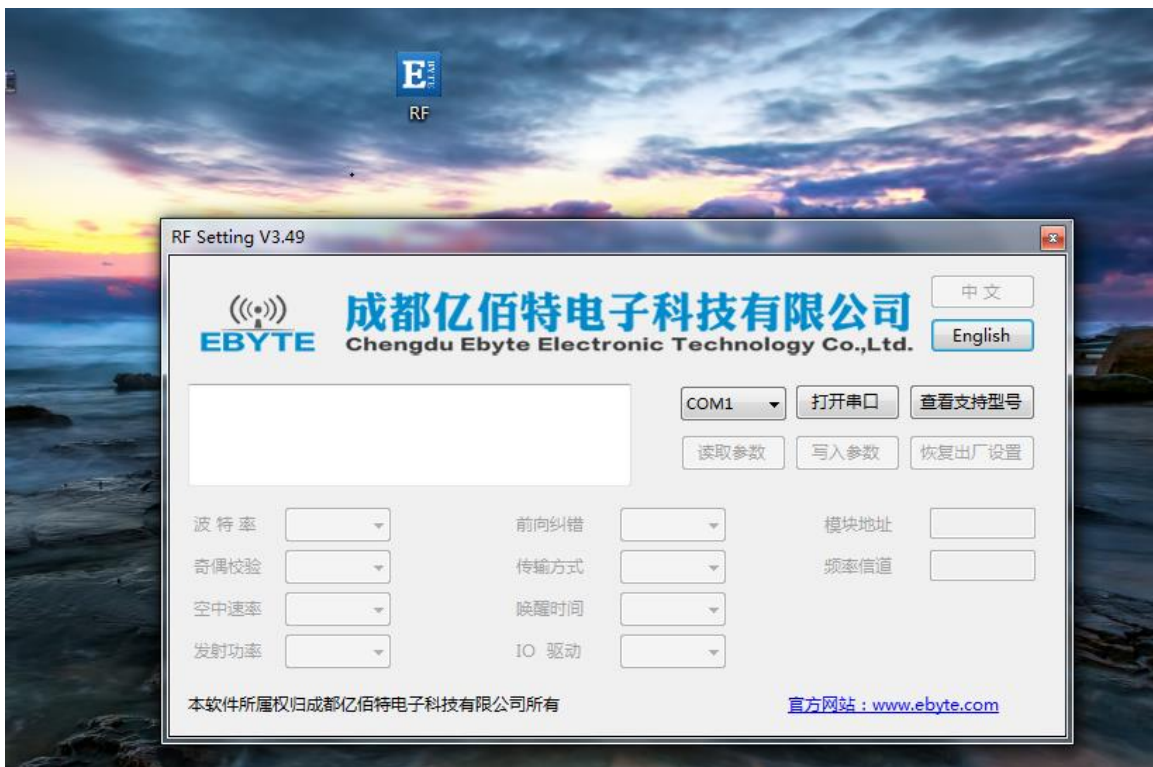 E
BYTE
RF
RF Setting V3.49
EBYTE
成都亿佰特电子科技有限公司
Chengdu Ebyte Electronic Technology Co.,Ltd.
中 文
English
COM1
打开串口
查看支持型号
读取参数
写入参数
恢复出厂设置
波 特 率
前向纠错
模块地址
奇偶校验
传输方式
频率信道
空中速率
唤醒时间
发射功率
IO 驱动
本软件所属权归成都亿佰特电子科技有限公司所有
官方网站：www.ebyte.com